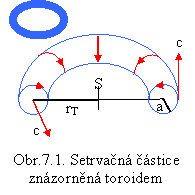 c
S
r_T
a
c
Obr.7.1. Setrvačná částice
znázorněná toroidem